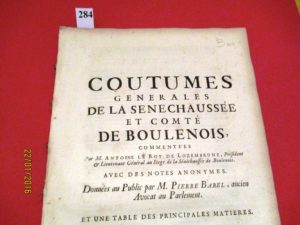 284
COUTUMES
GENERALES
DE LA SENECHAUSSÉE
ET COMTÉ
DE BOULENOIS,
COMMENTÉES
Par M. ANTOINE LE ROY DE LOZEMBRUNE, Président
& Lieutenant Général au Siege de la Sénéchaussée du Boulenois.
AVEC DES NOTES ANONYMES.
Données au Public par M. PIERRE BABEL, ancien
Avocat au Parlement.
ET UNE TABLE DES PRINCIPALES MATIERES.
22/01/2016